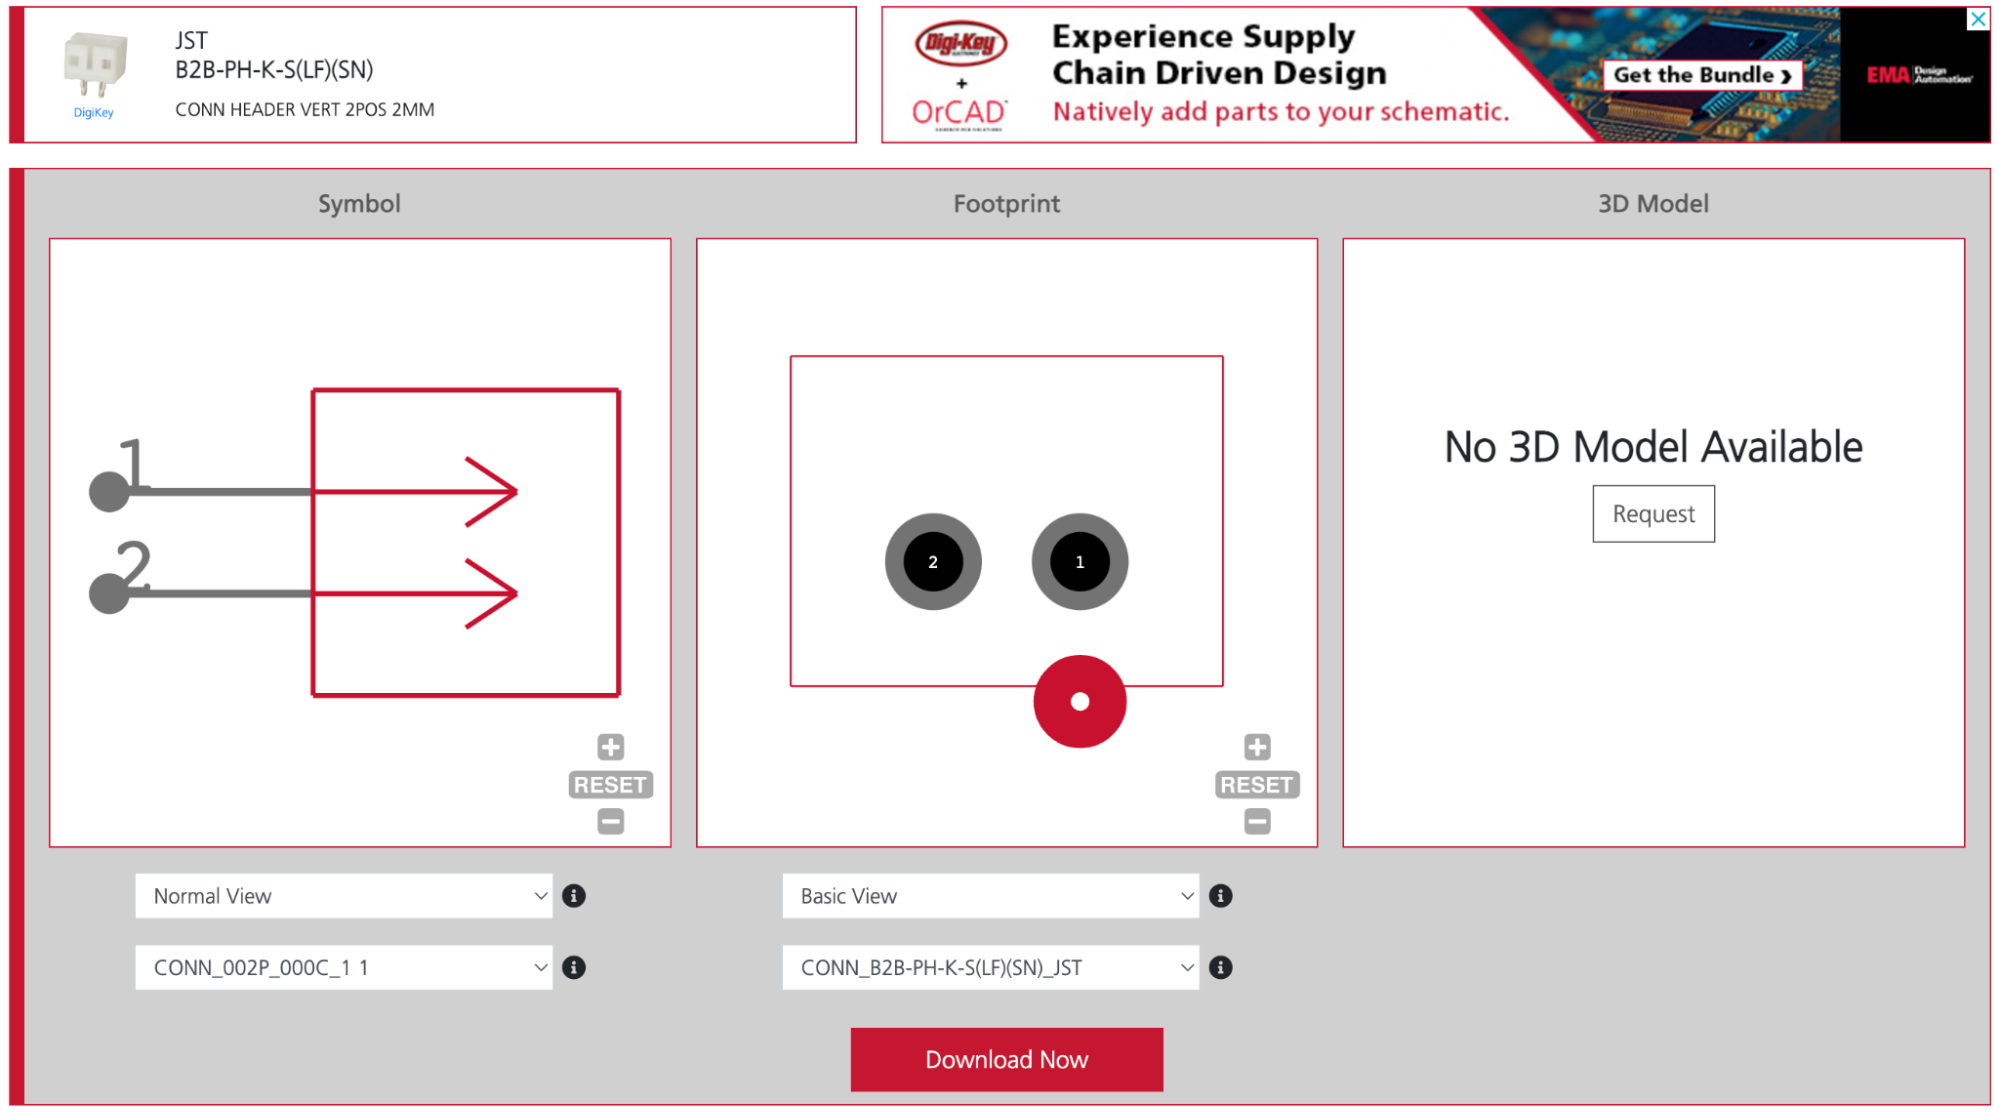 JST
B2B-PH-K-S(LF)(SN)
CONN HEADER VERT 2POS 2MM
DigiKey
Digi-Key
ELECTRONICS
+
OrCAD
Experience Supply
Chain Driven Design
Natively add parts to your schematic.
Get the Bundle ❯
EMA Design
Automation
Symbol
Footprint
3D Model
1
2
2
1
No 3D Model Available
Request
RESET
RESET
Normal View
Basic View
CONN_002P_000C_1 1
CONN_B2B-PH-K-S(LF)(SN)_JST
Download Now